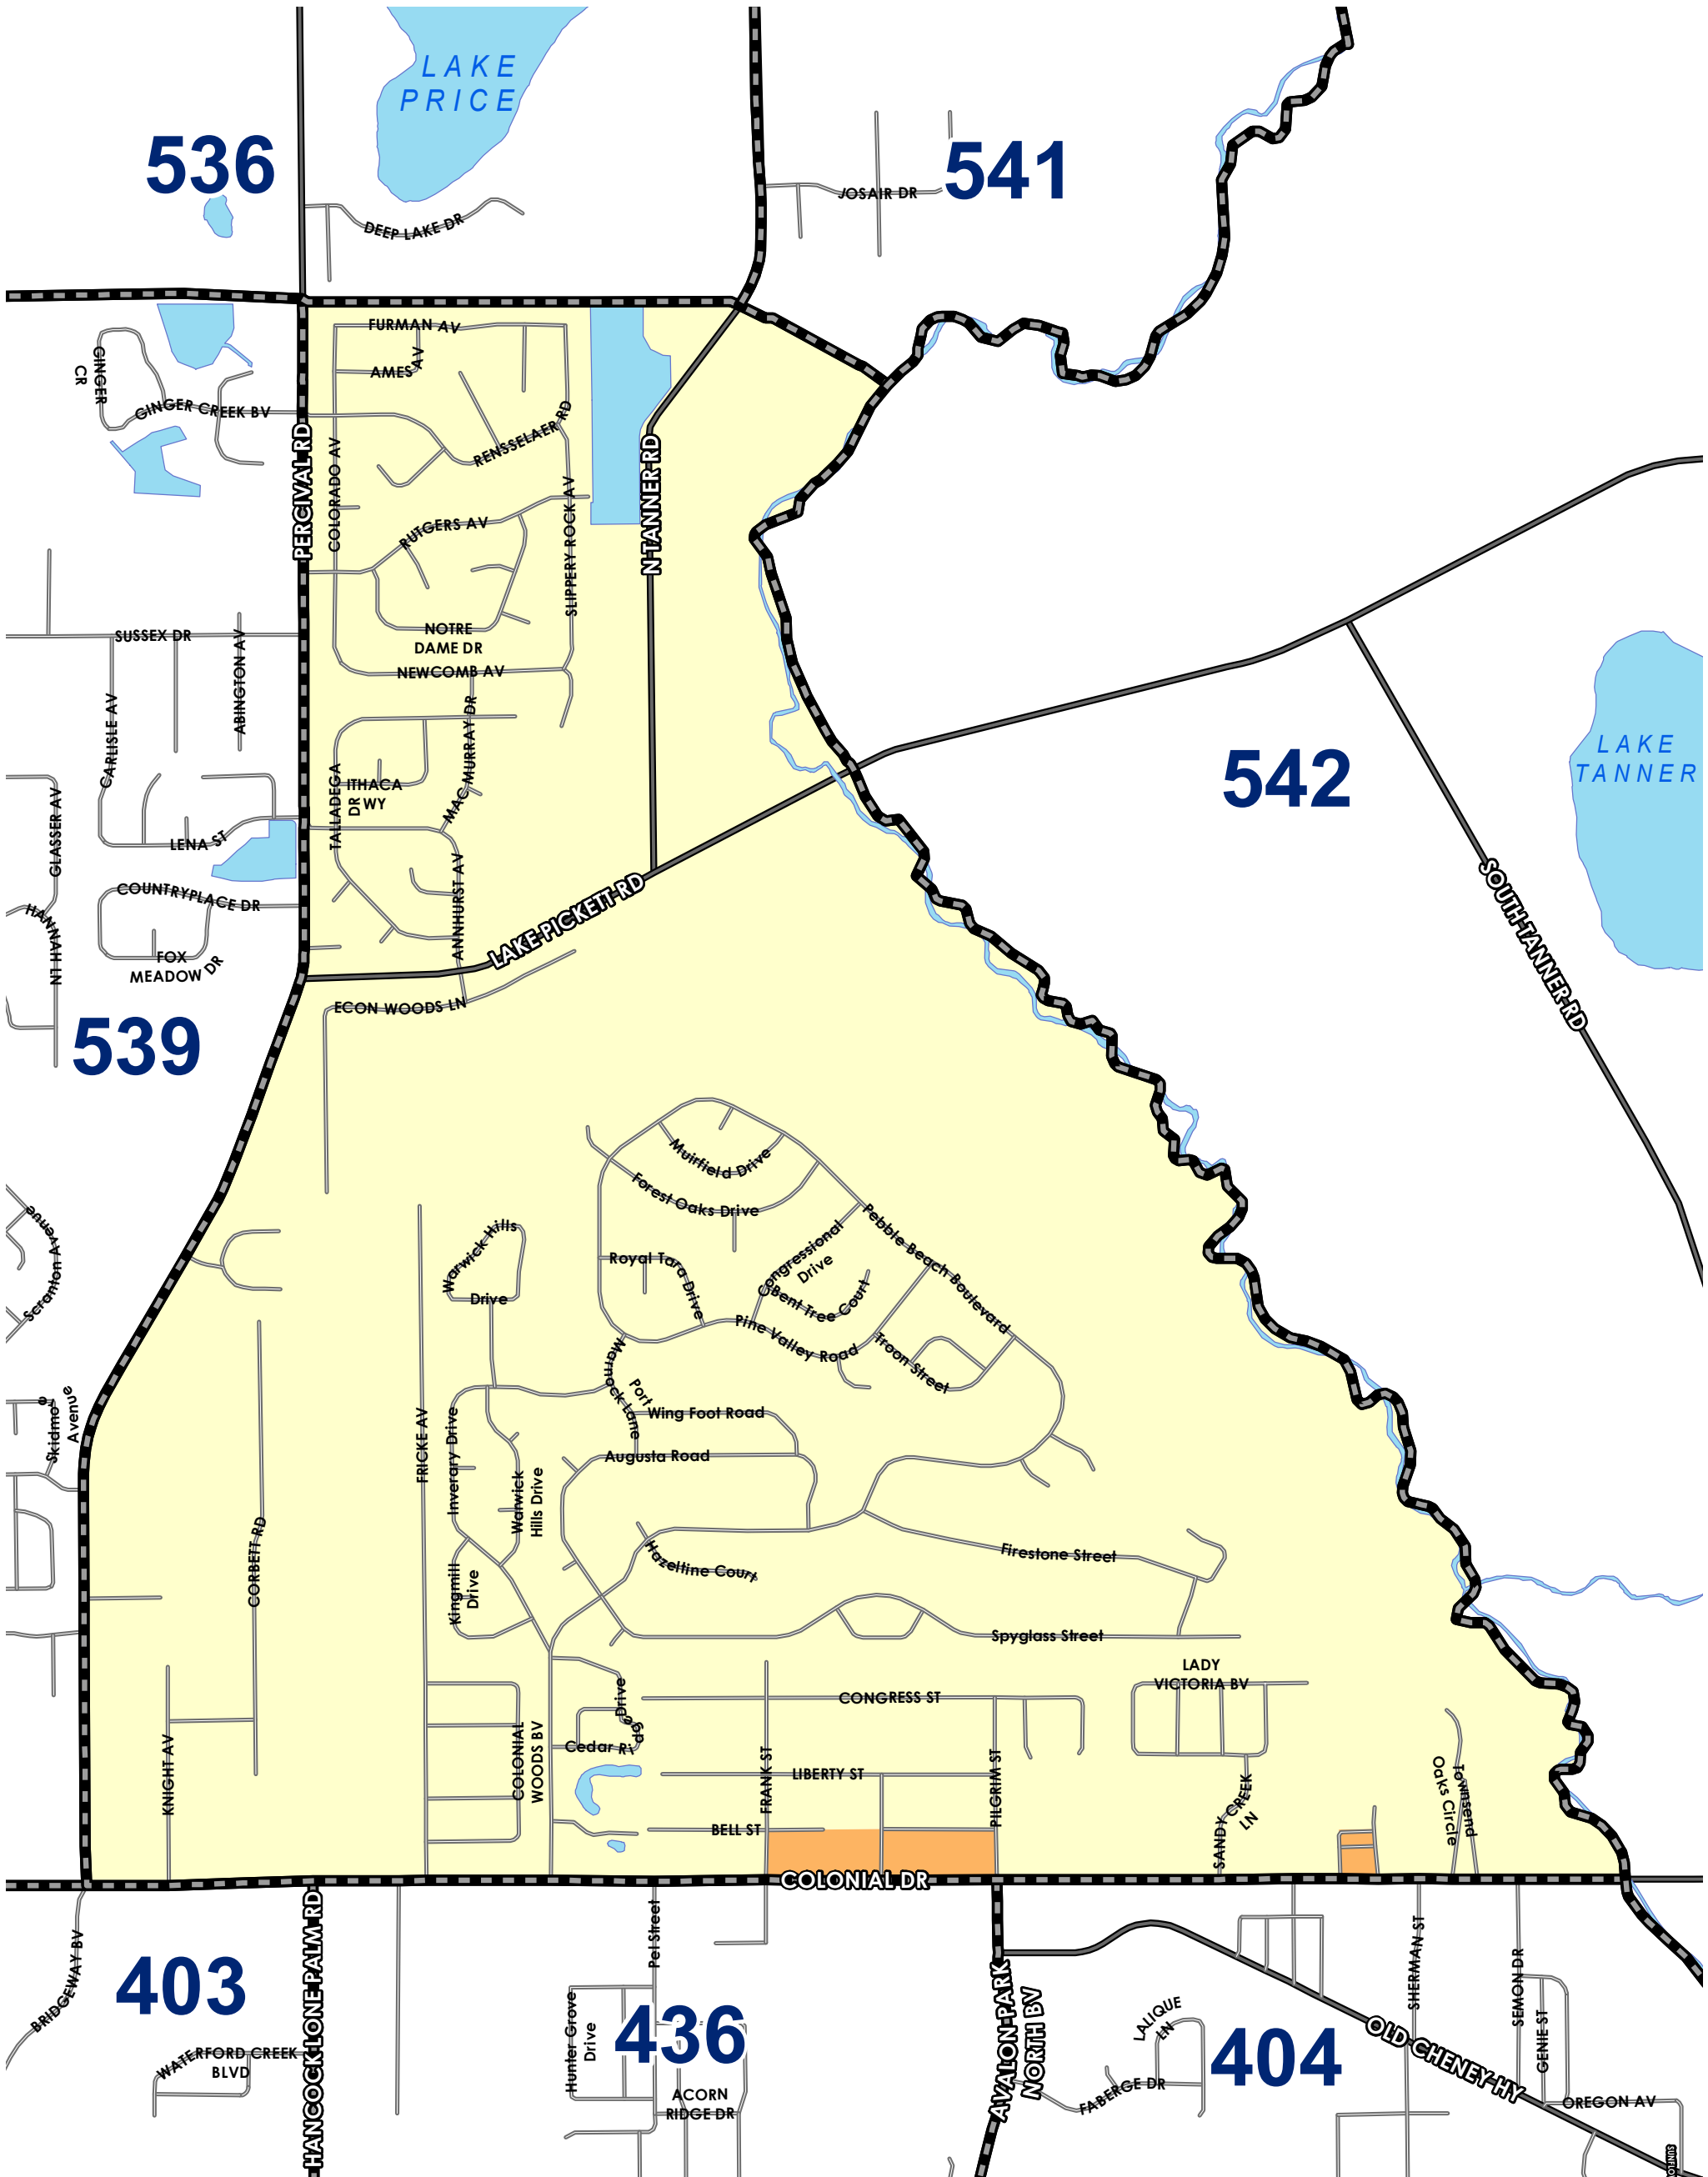 LAKE
PRICE
536
541
JOSAIR DR
DEEP LAKE DR
FURMAN AV
AMES AV
GINGER
CR
GINGER CREEK BV
PERCIVAL RD
COLORADO AV
RENSSELAER RD
N TANNER RD
SLIPPERY ROCK AV
RUTGERS AV
NOTRE
DAME DR
SUSSEX DR
ABINGTON AV
CARLISLE AV
NEWCOMB AV
MAC MURRAY DR
LAKE
TANNER
542
TALLADEGA
DR
ITHACA
WY
GLASSER AV
LENA ST
COUNTRYPLACE DR
ANNHURST AV
LAKE PICKETT RD
SOUTH TANNER RD
HANNAH LN
FOX
MEADOW DR
ECON WOODS LN
539
Muirfield Drive
Forest Oaks Drive
Pebble Beach Boulevard
Scranton Avenue
Warwick Hills
Drive
Royal Tara Drive
Congressional
Drive
Bent Tree Court
Pine Valley Road
Troon Street
Marnock Lane
Port
Wing Foot Road
Augusta Road
Skidmore
Avenue
FRICKE AV
Inverary Drive
Warwick
Hills Drive
CORBETT RD
Hazeltine Court
Firestone Street
Kingmill
Drive
Spyglass Street
LADY
VICTORIA BV
CONGRESS ST
Cedar Ridge Drive
COLONIAL
WOODS BV
KNIGHT AV
FRANK ST
LIBERTY ST
PILGRIM ST
BELL ST
SANDY CREEK
LN
Townsend
Oaks Circle
COLONIAL DR
403
BRIDGEWAY BV
HANCOCK LONE PALM RD
WATERFORD CREEK
BLVD
Pel Street
Hunter Grove
Drive
436
ACORN
RIDGE DR
AVALON PARK
NORTH BV
LALIQUE
LN
FABERGE DR
404
SHERMAN ST
OLD CHENEY HY
SEMON DR
GENIE ST
OREGON AV